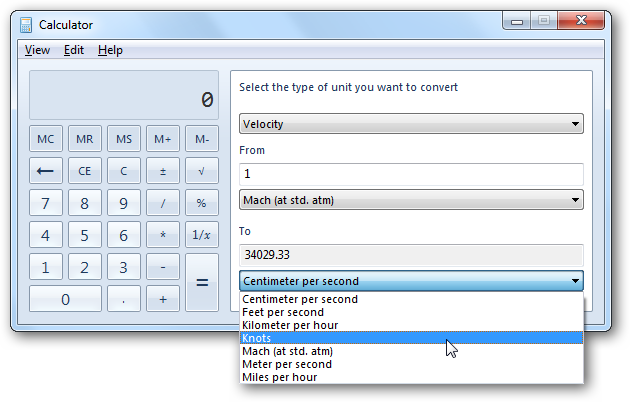 Calculator
View Edit Help
0
MC MR MS M+ M-
← CE C ± √
7 8 9 / %
4 5 6 * 1/x
1 2 3 - =
0 . +
Select the type of unit you want to convert
Velocity
From
1
Mach (at std. atm)
To
34029.33
Centimeter per second
Centimeter per second
Feet per second
Kilometer per hour
Knots
Mach (at std. atm)
Meter per second
Miles per hour